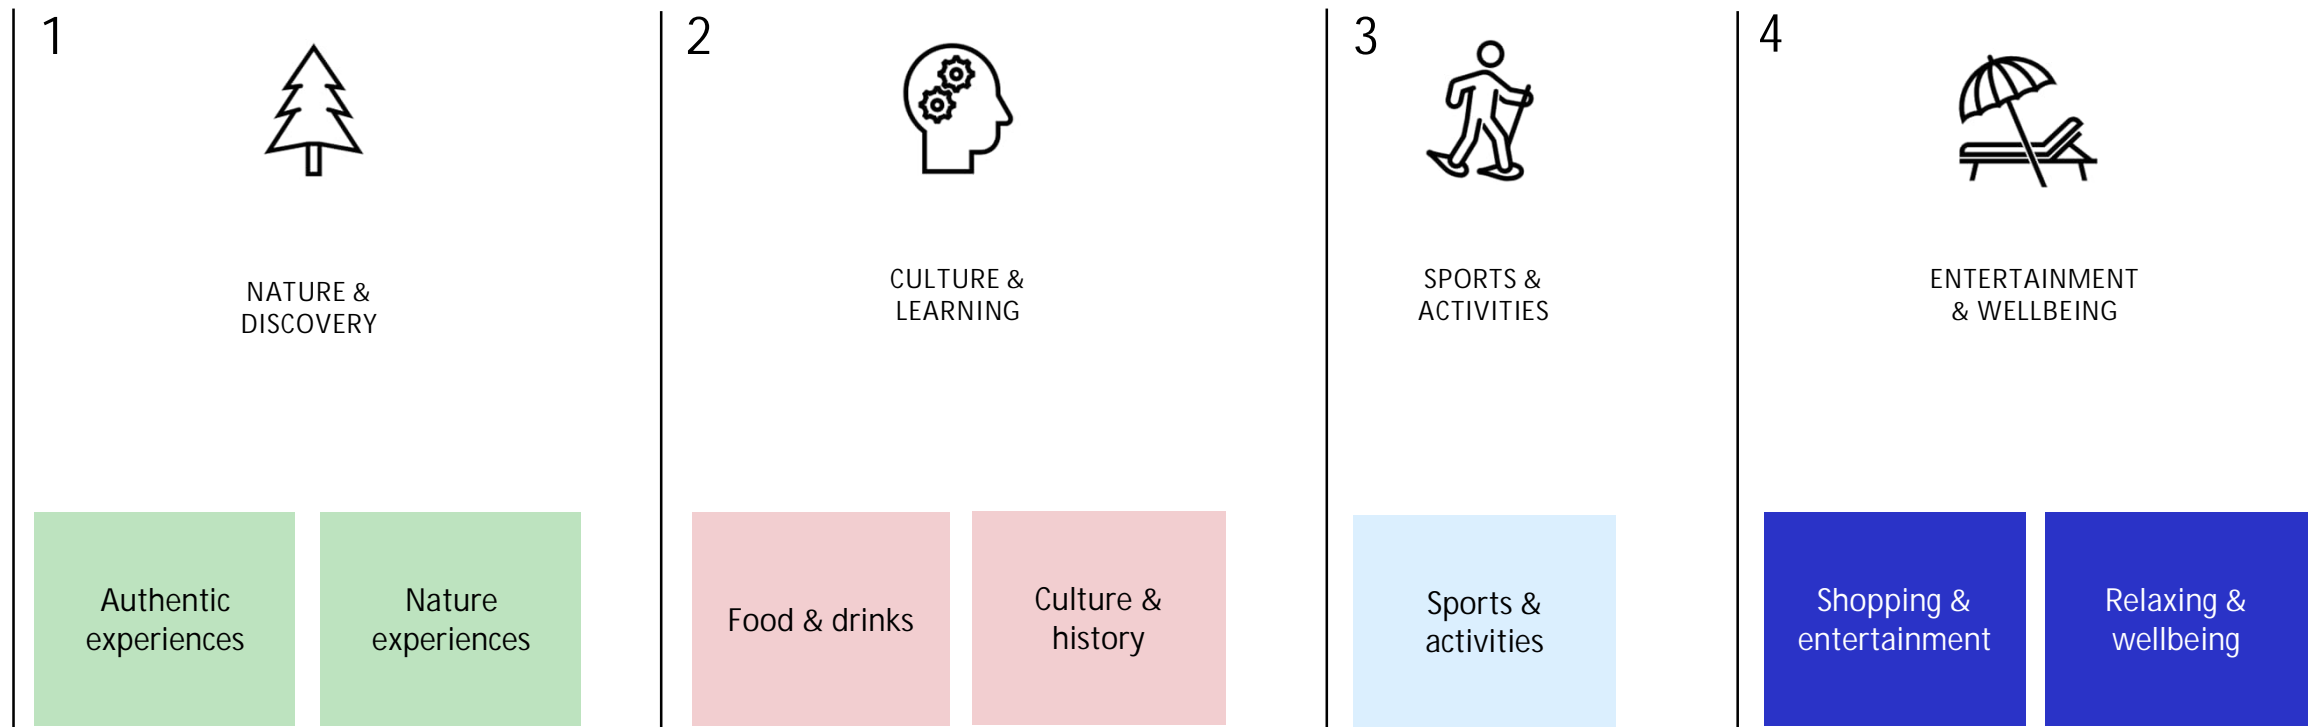 1
NATURE &
DISCOVERY
Authentic
experiences
Nature
experiences
2
CULTURE &
LEARNING
Food & drinks
Culture &
history
3
SPORTS &
ACTIVITIES
Sports &
activities
4
ENTERTAINMENT
& WELLBEING
Shopping &
entertainment
Relaxing &
wellbeing